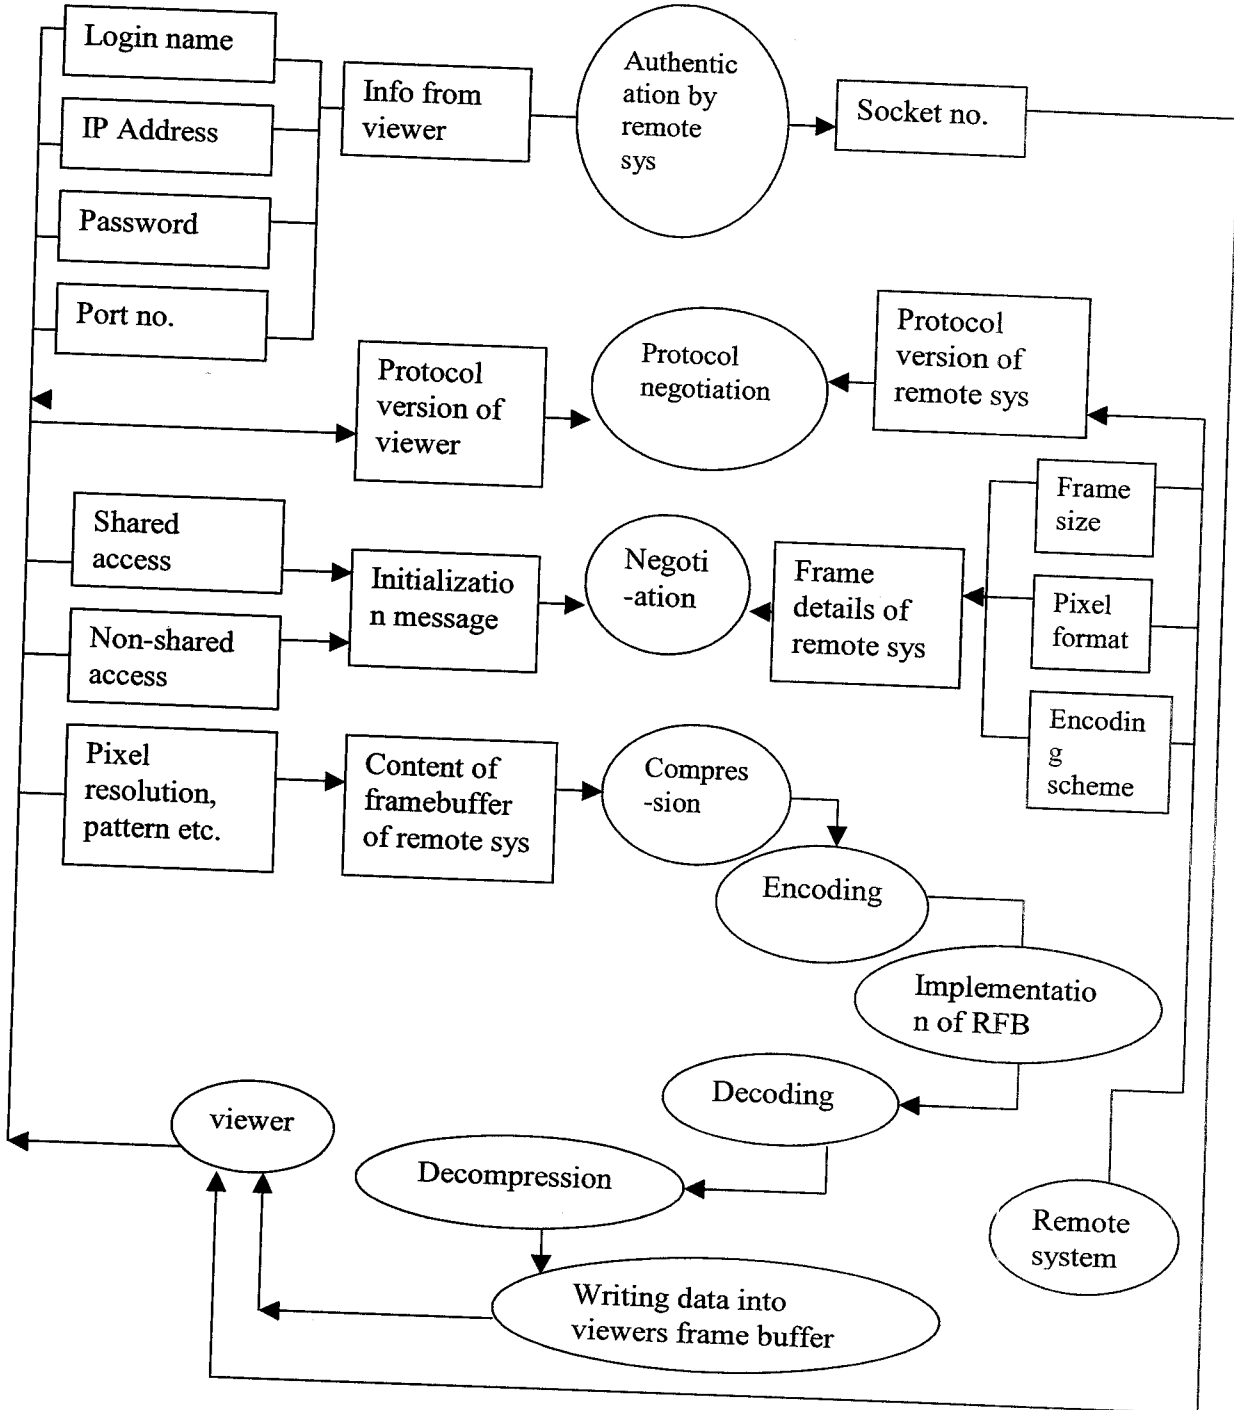 Login name
IP Address
Password
Port no.
Info from
viewer
Authentic
ation by
remote
sys
Socket no.
Protocol
version of
viewer
Protocol
negotiation
Protocol
version of
remote sys
Shared
access
Non-shared
access
Initializatio
n message
Negoti
-ation
Frame
details of
remote sys
Frame
size
Pixel
format
Encodin
g
scheme
Pixel
resolution,
pattern etc.
Content of
framebuffer
of remote sys
Compres
-sion
Encoding
Implementatio
n of RFB
Decoding
Decompression
viewer
Writing data into
viewers frame buffer
Remote
system